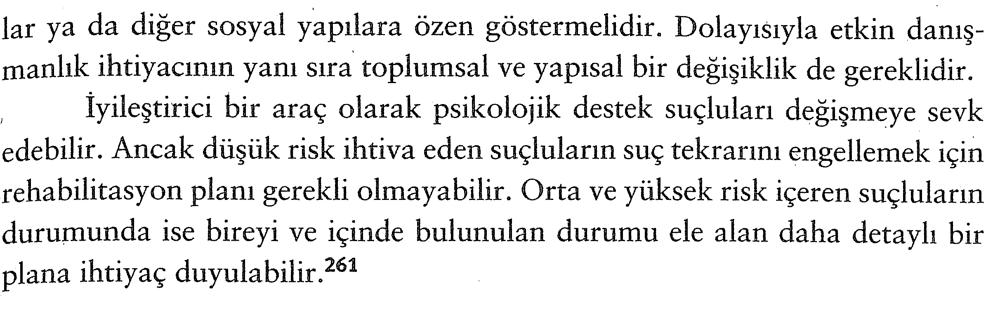 lar ya da diğer sosyal yapılara özen göstermelidir. Dolayısıyla etkin danış-
manlık ihtiyacının yanı sıra toplumsal ve yapısal bir değişiklik de gereklidir.
İyileştirici bir araç olarak psikolojik destek suçluları değişmeye sevk
edebilir. Ancak düşük risk ihtiva eden suçluların suç tekrarını engellemek için
rehabilitasyon planı gerekli olmayabilir. Orta ve yüksek risk içeren suçluların
durumunda ise bireyi ve içinde bulunulan durumu ele alan daha detaylı bir
plana ihtiyaç duyulabilir.261